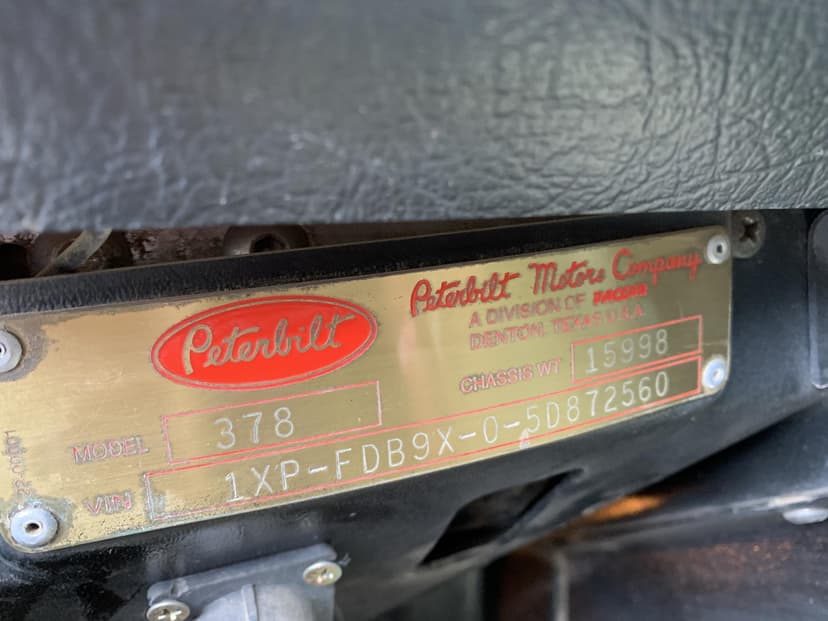 Peterbilt
Peterbilt Motors Company
A DIVISION OF PACCAR
DENTON, TEXAS U.S.A.
CHASSIS WT 15998
MODEL 378
VIN 1XP-FDB9X-0-5D872560